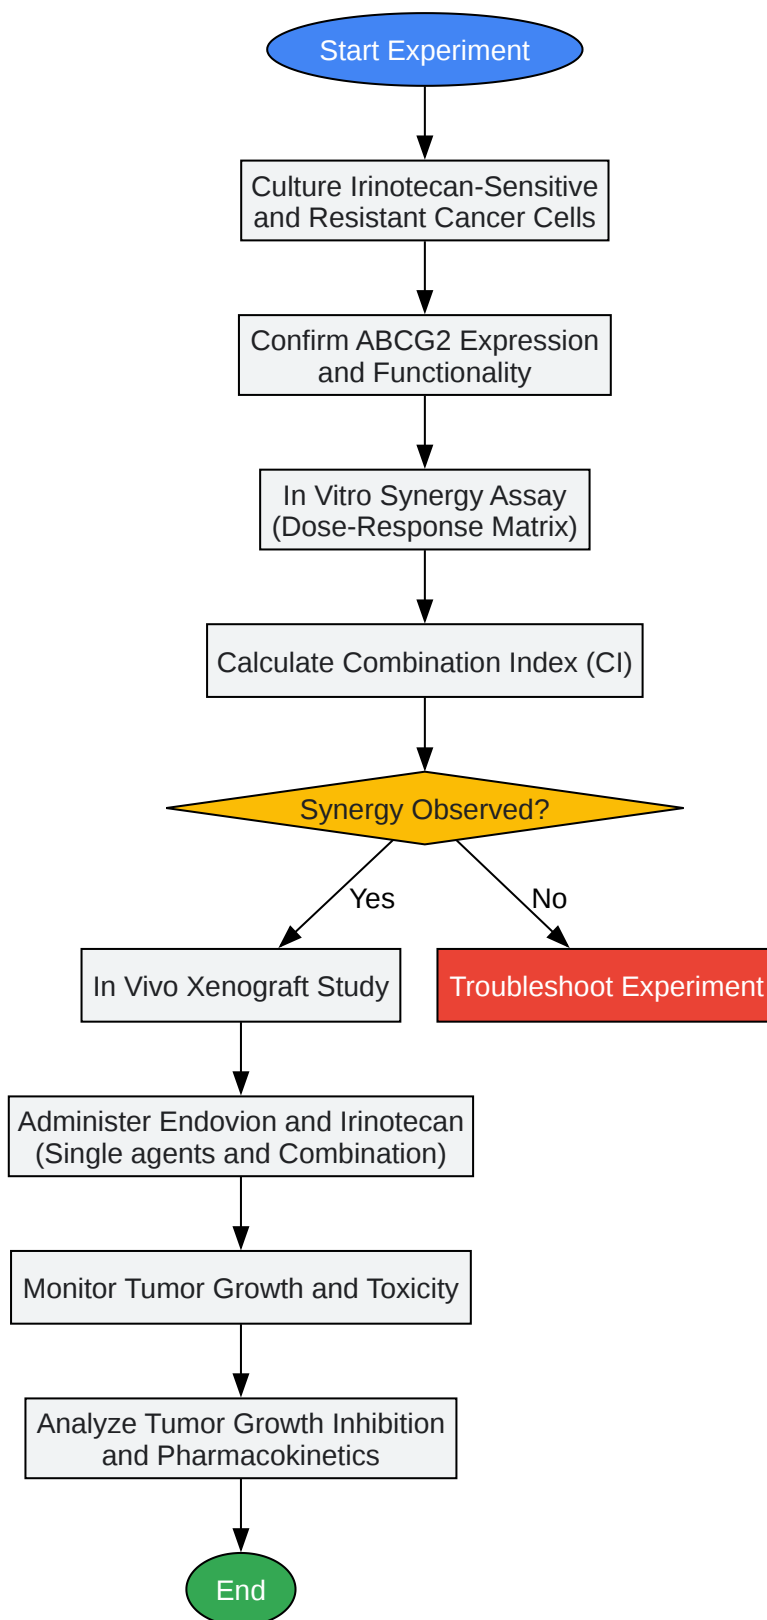 Start Experiment
Culture Irinotecan-Sensitive
and Resistant Cancer Cells
Confirm ABCG2 Expression
and Functionality
In Vitro Synergy Assay
(Dose-Response Matrix)
Calculate Combination Index (CI)
Synergy Observed?
Yes
No
In Vivo Xenograft Study
Troubleshoot Experiment
Administer Endovion and Irinotecan
(Single agents and Combination)
Monitor Tumor Growth and Toxicity
Analyze Tumor Growth Inhibition
and Pharmacokinetics
End